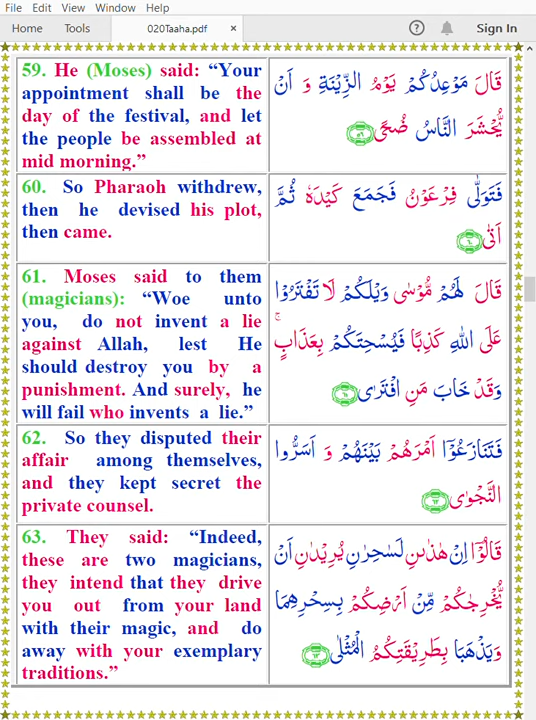 File Edit View Window Help
Home Tools 020Taaha.pdf × Sign In
59. He (Moses) said: “Your
appointment shall be the
day of the festival, and let
the people be assembled at
mid morning.”
قَالَ مَوْعِدُكُمْ يَوْمُ الزِّيْنَةِ وَ اَنْ
يُّحْشَرَ النَّاسُ ضُحًى ﴿۵۹﴾
60. So Pharaoh withdrew,
then he devised his plot,
then came.
فَتَوَلّٰى فِرْعَوْنُ فَجَمَعَ كَيْدَهٗ ثُمَّ
اَتٰى ﴿۶۰﴾
61. Moses said to them
(magicians): “Woe unto
you, do not invent a lie
against Allah, lest He
should destroy you by a
punishment. And surely, he
will fail who invents a lie.”
قَالَ لَهُمْ مُّوْسٰى وَيْلَكُمْ لَا تَفْتَرُوْا
عَلَى اللّٰهِ كَذِبًا فَيُسْحِتَكُمْ بِعَذَابٍ ۚ
وَقَدْ خَابَ مَنِ افْتَرٰى ﴿۶۱﴾
62. So they disputed their
affair among themselves,
and they kept secret the
private counsel.
فَتَنَازَعُوْٓا اَمْرَهُمْ بَيْنَهُمْ وَ اَسَرُّوا
النَّجْوٰى ﴿۶۲﴾
63. They said: “Indeed,
these are two magicians,
they intend that they drive
you out from your land
with their magic, and do
away with your exemplary
traditions.”
قَالُوْٓا اِنْ هٰذٰىنِ لَسٰحِرٰنِ يُرِيْدٰنِ اَنْ
يُّخْرِجٰكُمْ مِّنْ اَرْضِكُمْ بِسِحْرِهِمَا
وَيَذْهَبَا بِطَرِيْقَتِكُمُ الْمُثْلٰى ﴿۶۳﴾